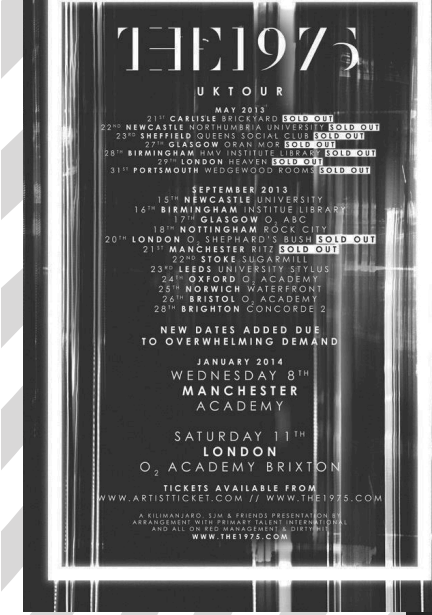 THE 1975
UK TOUR
MAY 2013
21ST CARLISLE BRICKYARD SOLD OUT
22ND NEWCASTLE NORTHUMBRIA UNIVERSITY SOLD OUT
23RD SHEFFIELD QUEENS SOCIAL CLUB SOLD OUT
27TH GLASGOW ORAN MOR SOLD OUT
28TH BIRMINGHAM HMV INSTITUTE LIBRARY SOLD OUT
29TH LONDON HEAVEN SOLD OUT
31ST PORTSMOUTH WEDGEWOOD ROOMS SOLD OUT
SEPTEMBER 2013
15TH NEWCASTLE UNIVERSITY
16TH BIRMINGHAM INSTITUE LIBRARY
17TH GLASGOW O2 ABC
18TH NOTTINGHAM ROCK CITY
20TH LONDON O2 SHEPHARD'S BUSH SOLD OUT
21ST MANCHESTER RITZ SOLD OUT
22ND STOKE SUGARMILL
23RD LEEDS UNIVERSITY STYLUS
24TH OXFORD O2 ACADEMY
25TH NORWICH WATERFRONT
26TH BRISTOL O2 ACADEMY
28TH BRIGHTON CONCORDE 2
NEW DATES ADDED DUE
TO OVERWHELMING DEMAND
JANUARY 2014
WEDNESDAY 8TH
MANCHESTER
ACADEMY
SATURDAY 11TH
LONDON
O2 ACADEMY BRIXTON
TICKETS AVAILABLE FROM
WWW.ARTISTTICKET.COM // WWW.THE1975.COM
A KILIMANJARO, SJM & FRIENDS PRESENTATION BY
ARRANGEMENT WITH PRIMARY TALENT INTERNATIONAL
AND ALL ON RED MANAGEMENT & DIRTY HIT
WWW.THE1975.COM